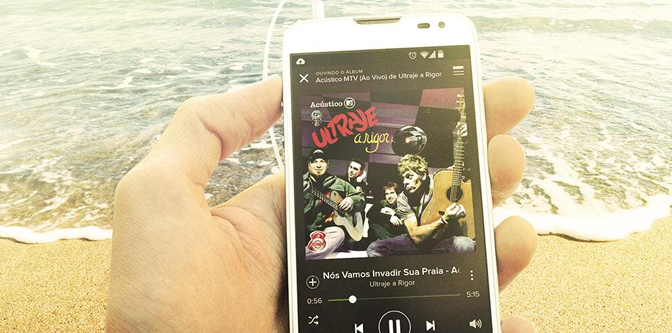 OUVINDO O ÁLBUM
Acústico MTV (Ao Vivo) de Ultraje a Rigor
Acústico MTV
ULTRAJE
a rigor
Nós Vamos Invadir Sua Praia - Ac
Ultraje a Rigor
0:56
5:15